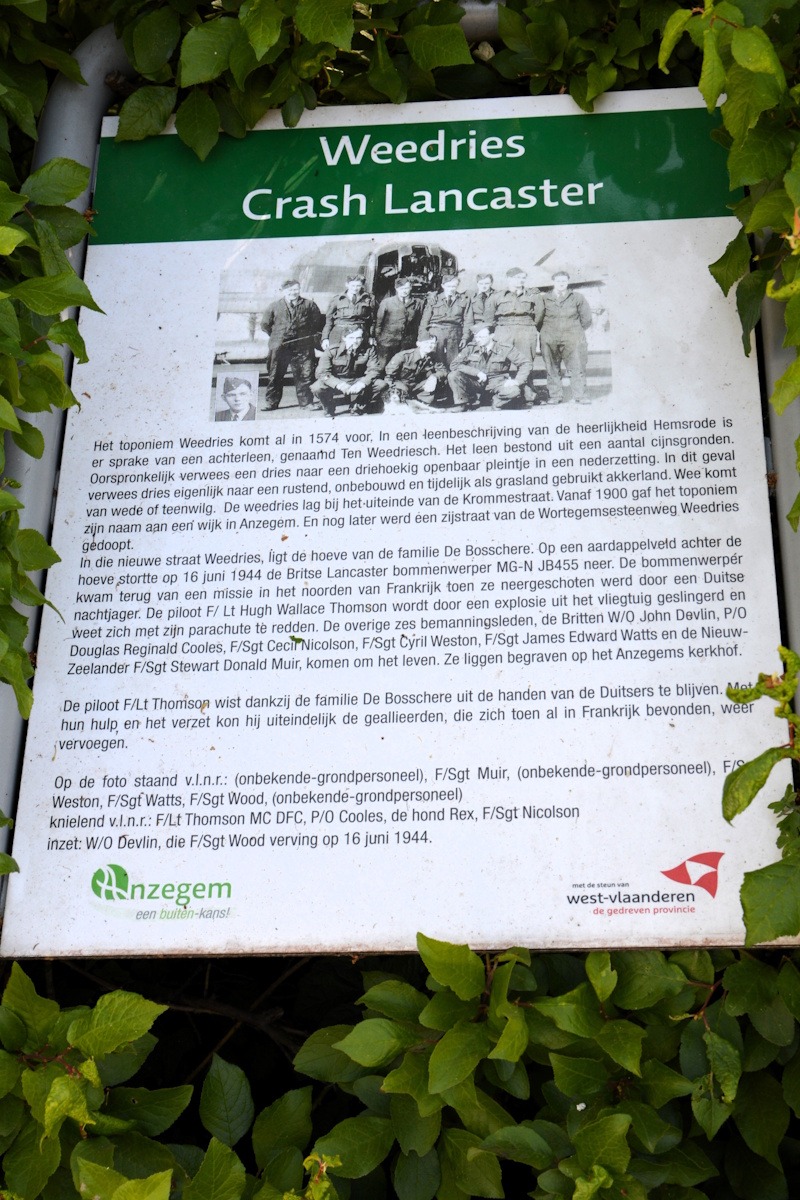 Weedries
Crash Lancaster
Het toponiem Weedries komt al in 1574 voor, In een leenbeschrijving van de heerlijkheid Hemsrode is
er sprake van een achterleen, genaamd Ten Weedriesch. Het leen bestond uit een aantal cijnsgronden.
Oorspronkelijk verwees een dries naar een driehoekig openbaar pleintje in een nederzetting. In dit geval
verwees dries eigenlijk naar een rustend, onbebouwd en tijdelijk als grasland gebruikt akkerland. Wee komt
van wede of teenwilg. De weedries lag bij het uiteinde van de Krommestraat. Vanaf 1900 gaf het toponiem
zijn naam aan een wijk in Anzegem. En nog later werd een zijstraat van de Wortegemsesteenweg Weedries
gedoopt.
In die nieuwe straat Weedries, ligt de hoeve van de familie De Bosschere. Op een aardappelveld achter de
hoeve stortte op 16 juni 1944 de Britse Lancaster bommenwerper MG-N JB455 neer. De bommenwerper
kwam terug van een missie in het noorden van Frankrijk toen ze neergeschoten werd door een Duitse
nachtjager. De piloot F/ Lt Hugh Wallace Thomson wordt door een explosie uit het vliegtuig geslingerd en
weet zich met zijn parachute te redden. De overige zes bemanningsleden, de Britten W/O John Devlin, P/O
Douglas Reginald Cooles, F/Sgt Cecil Nicolson, F/Sgt Cyril Weston, F/Sgt James Edward Watts en de Nieuw-
Zeelander F/Sgt Stewart Donald Muir, komen om het leven. Ze liggen begraven op het Anzegems kerkhof.
De piloot F/Lt Thomson wist dankzij de familie De Bosschere uit de handen van de Duitsers te blijven. Met
hun hulp en het verzet kon hij uiteindelijk de geallieerden, die zich toen al in Frankrijk bevonden, weer
vervoegen.
Op de foto staand v.l.n.r.: (onbekende-grondpersoneel), F/Sgt Muir, (onbekende-grondpersoneel), F/S
Weston, F/Sgt Watts, F/Sgt Wood, (onbekende-grondpersoneel)
knielend v.l.n.r.: F/Lt Thomson MC DFC, P/O Cooles, de hond Rex, F/Sgt Nicolson
inzet: W/O Devlin, die F/Sgt Wood verving op 16 juni 1944.
Anzegem
een buiten-kans!
met de steun van
west-vlaanderen
de gedreven provincie